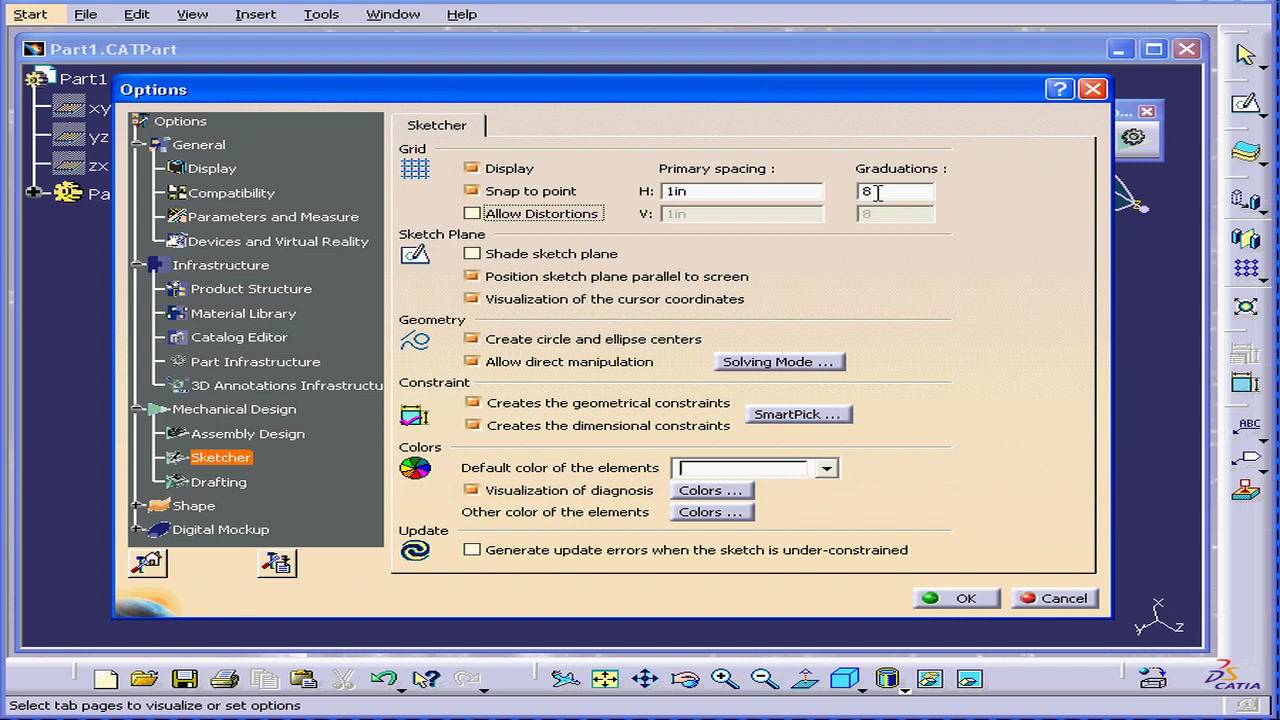 Start File Edit View Insert Tools Window Help
Part1.CATPart
Part1
xy
yz
zx
Pa
Options
Options
General
Display
Compatibility
Parameters and Measure
Devices and Virtual Reality
Infrastructure
Product Structure
Material Library
Catalog Editor
Part Infrastructure
3D Annotations Infrastructu
Mechanical Design
Assembly Design
Sketcher
Drafting
Shape
Digital Mockup
Sketcher
Grid
Display Primary spacing : Graduations :
Snap to point H: 1in 8
Allow Distortions V: 1in 8
Sketch Plane
Shade sketch plane
Position sketch plane parallel to screen
Visualization of the cursor coordinates
Geometry
Create circle and ellipse centers
Allow direct manipulation Solving Mode ...
Constraint
Creates the geometrical constraints
Creates the dimensional constraints SmartPick ...
Colors
Default color of the elements
Visualization of diagnosis Colors ...
Other color of the elements Colors ...
Update
Generate update errors when the sketch is under-constrained
OK Cancel
...
ABC
x
y z
CATIA
Select tab pages to visualize or set options